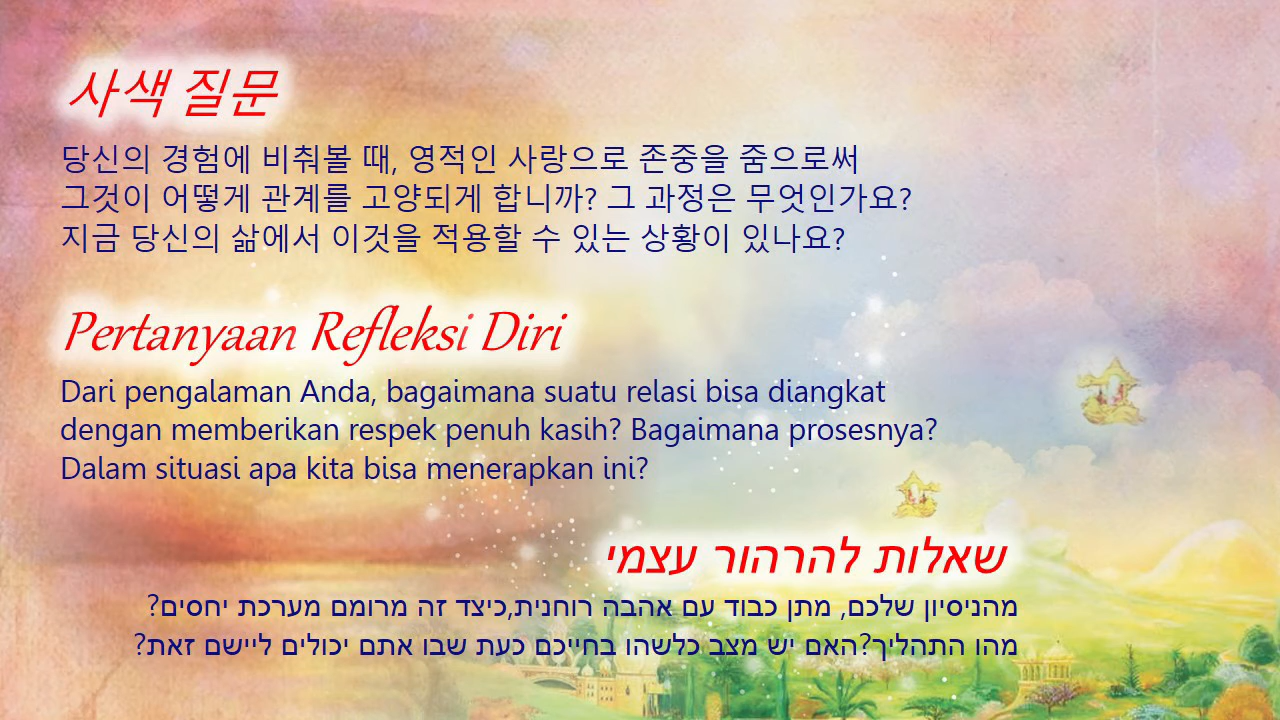 사색 질문
당신의 경험에 비춰볼 때, 영적인 사랑으로 존중을 줌으로써
그것이 어떻게 관계를 고양되게 합니까? 그 과정은 무엇인가요?
지금 당신의 삶에서 이것을 적용할 수 있는 상황이 있나요?
Pertanyaan Refleksi Diri
Dari pengalaman Anda, bagaimana suatu relasi bisa diangkat
dengan memberikan respek penuh kasih? Bagaimana prosesnya?
Dalam situasi apa kita bisa menerapkan ini?
שאלות להרהור עצמי
מהניסיון שלכם, מתן כבוד עם אהבה רוחנית,כיצד זה מרומם מערכת יחסים?
מהו התהליך?האם יש מצב כלשהו בחייכם כעת שבו אתם יכולים ליישם זאת?